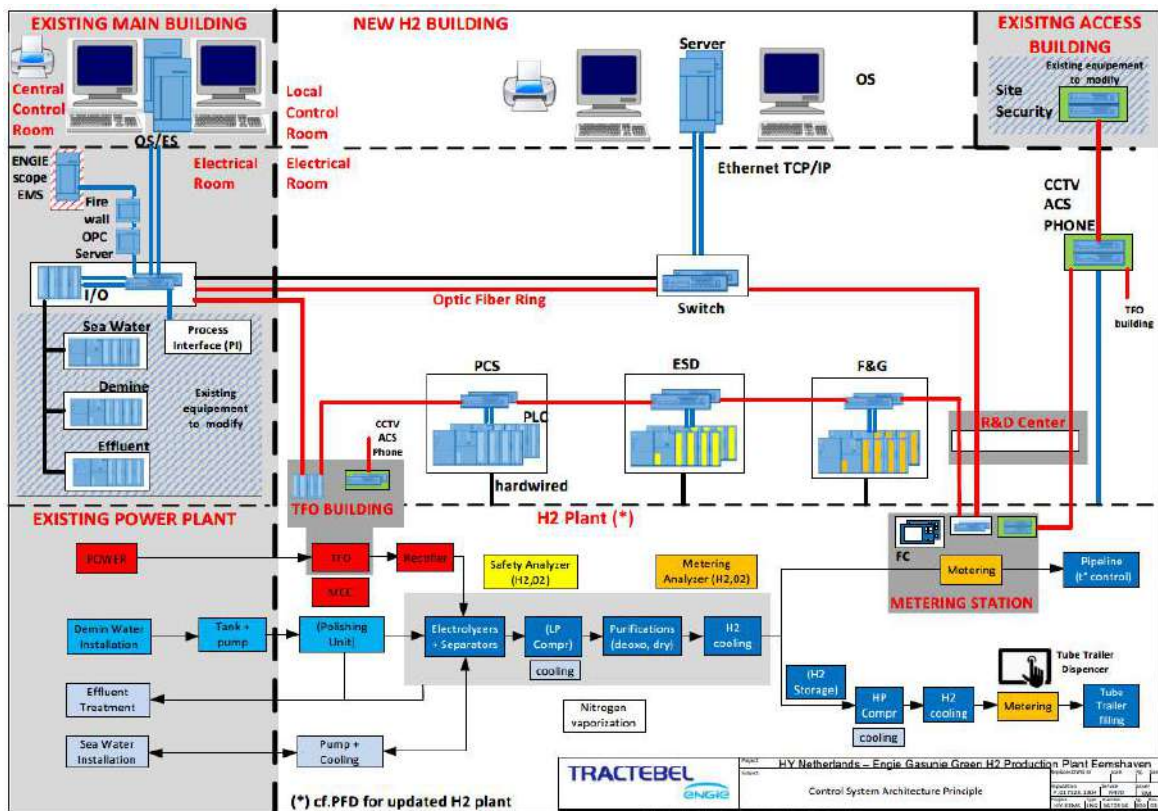 EXISTING MAIN BUILDING
NEW H2 BUILDING
EXISITNG ACCESS
BUILDING
Server
Existing equipement
to modify
Central
Control
Room
Local
Control
Room
OS
Site
Security
OS/ES
ENGIE
scope
EMS
Electrical
Room
Electrical
Room
Ethernet TCP/IP
CCTV
ACS
PHONE
Fire
wall
OPC
Server
I/O
Optic Fiber Ring
Switch
TFO
building
Sea Water
Process
Interface (PI)
PCS
ESD
F&G
Demine
PLC
Existing
equipement
to modify
R&D Center
CCTV
ACS
Phone
Effluent
hardwired
TFO BUILDING
EXISTING POWER PLANT
H2 Plant (*)
FC
POWER
TFO
Rectifier
Safety Analyzer
(H2,O2)
Metering
Analyzer (H2,O2)
Metering
Pipeline
(t° control)
MCC
METERING STATION
Demin Water
Installation
Tank +
pump
(Polishing
Unit)
Electrolyzers
+ Separators
(LP
Compr)
Purifications
(deoxo, dry)
H2
cooling
cooling
Tube Trailer
Dispencer
Effluent
Treatment
(H2
Storage)
HP
Compr
H2
cooling
Metering
Tube
Trailer
filling
Nitrogen
vaporization
cooling
Sea Water
Installation
Pump +
Cooling
TRACTEBEL
ENGIE
Project
HY Netherlands – Engie Gasunie Green H2 Production Plant Eemshaven
Subject
Control System Architecture Principle
(*) cf.PFD for updated H2 plant